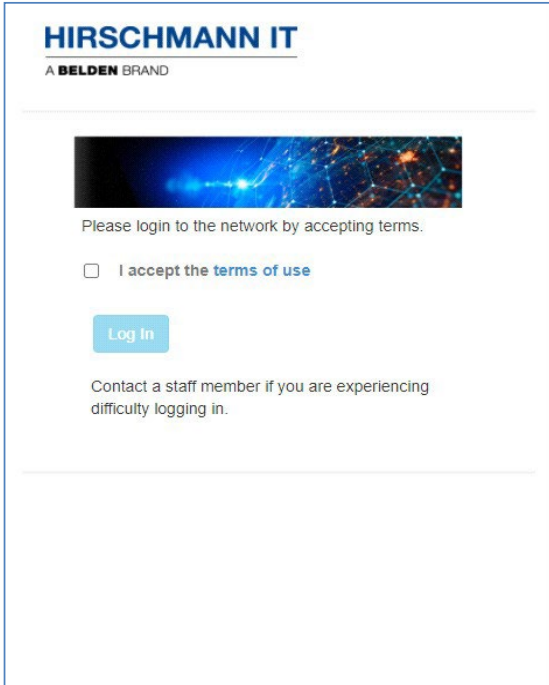 HIRSCHMANN IT
A BELDEN BRAND
Please login to the network by accepting terms.
I accept the terms of use
Log In
Contact a staff member if you are experiencing
difficulty logging in.